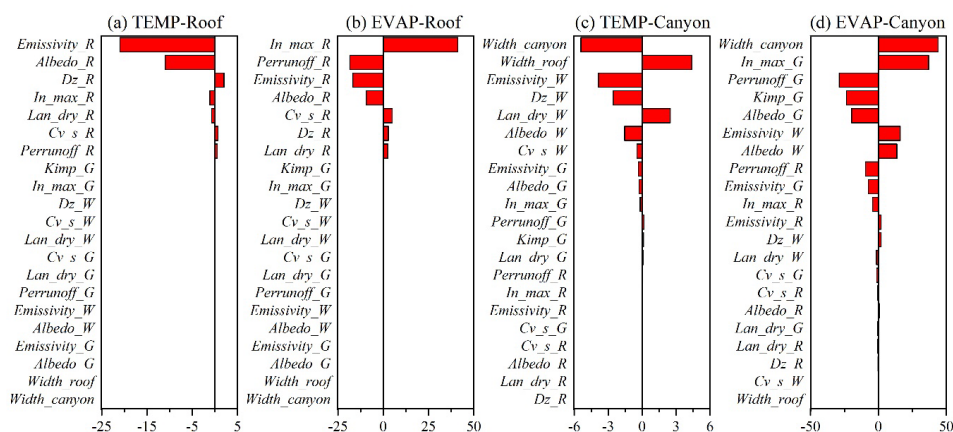 (a) TEMP-Roof
Emissivity_R
Albedo_R
Dz_R
In_max_R
Lan_dry_R
Cv_s_R
Perrunoff_R
Kimp_G
In_max_G
Dz_W
Cv_s_W
Lan_dry_W
Cv_s_G
Lan_dry_G
Perrunoff_G
Emissivity_W
Albedo_W
Emissivity_G
Albedo_G
Width_roof
Width_canyon
-25 -15 -5 5
(b) EVAP-Roof
In_max_R
Perrunoff_R
Emissivity_R
Albedo_R
Cv_s_R
Dz_R
Lan_dry_R
Kimp_G
In_max_G
Dz_W
Cv_s_W
Lan_dry_W
Cv_s_G
Lan_dry_G
Perrunoff_G
Emissivity_W
Albedo_W
Emissivity_G
Albedo_G
Width_roof
Width_canyon
-25 0 25 50
(c) TEMP-Canyon
Width_canyon
Width_roof
Emissivity_W
Dz_W
Lan_dry_W
Albedo_W
Cv_s_W
Emissivity_G
Albedo_G
In_max_G
Perrunoff_G
Kimp_G
Lan_dry_G
Perrunoff_R
In_max_R
Emissivity_R
Cv_s_G
Cv_s_R
Albedo_R
Lan_dry_R
Dz_R
-6 -3 0 3 6
(d) EVAP-Canyon
Width_canyon
In_max_G
Perrunoff_G
Kimp_G
Albedo_G
Emissivity_W
Albedo_W
Perrunoff_R
Emissivity_G
In_max_R
Emissivity_R
Dz_W
Lan_dry_W
Cv_s_G
Cv_s_R
Albedo_R
Lan_dry_G
Lan_dry_R
Dz_R
Cv_s_W
Width_roof
-50 0 50